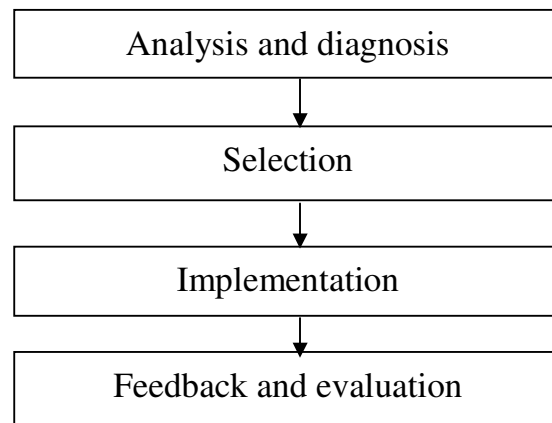 Analysis and diagnosis
Selection
Implementation
Feedback and evaluation